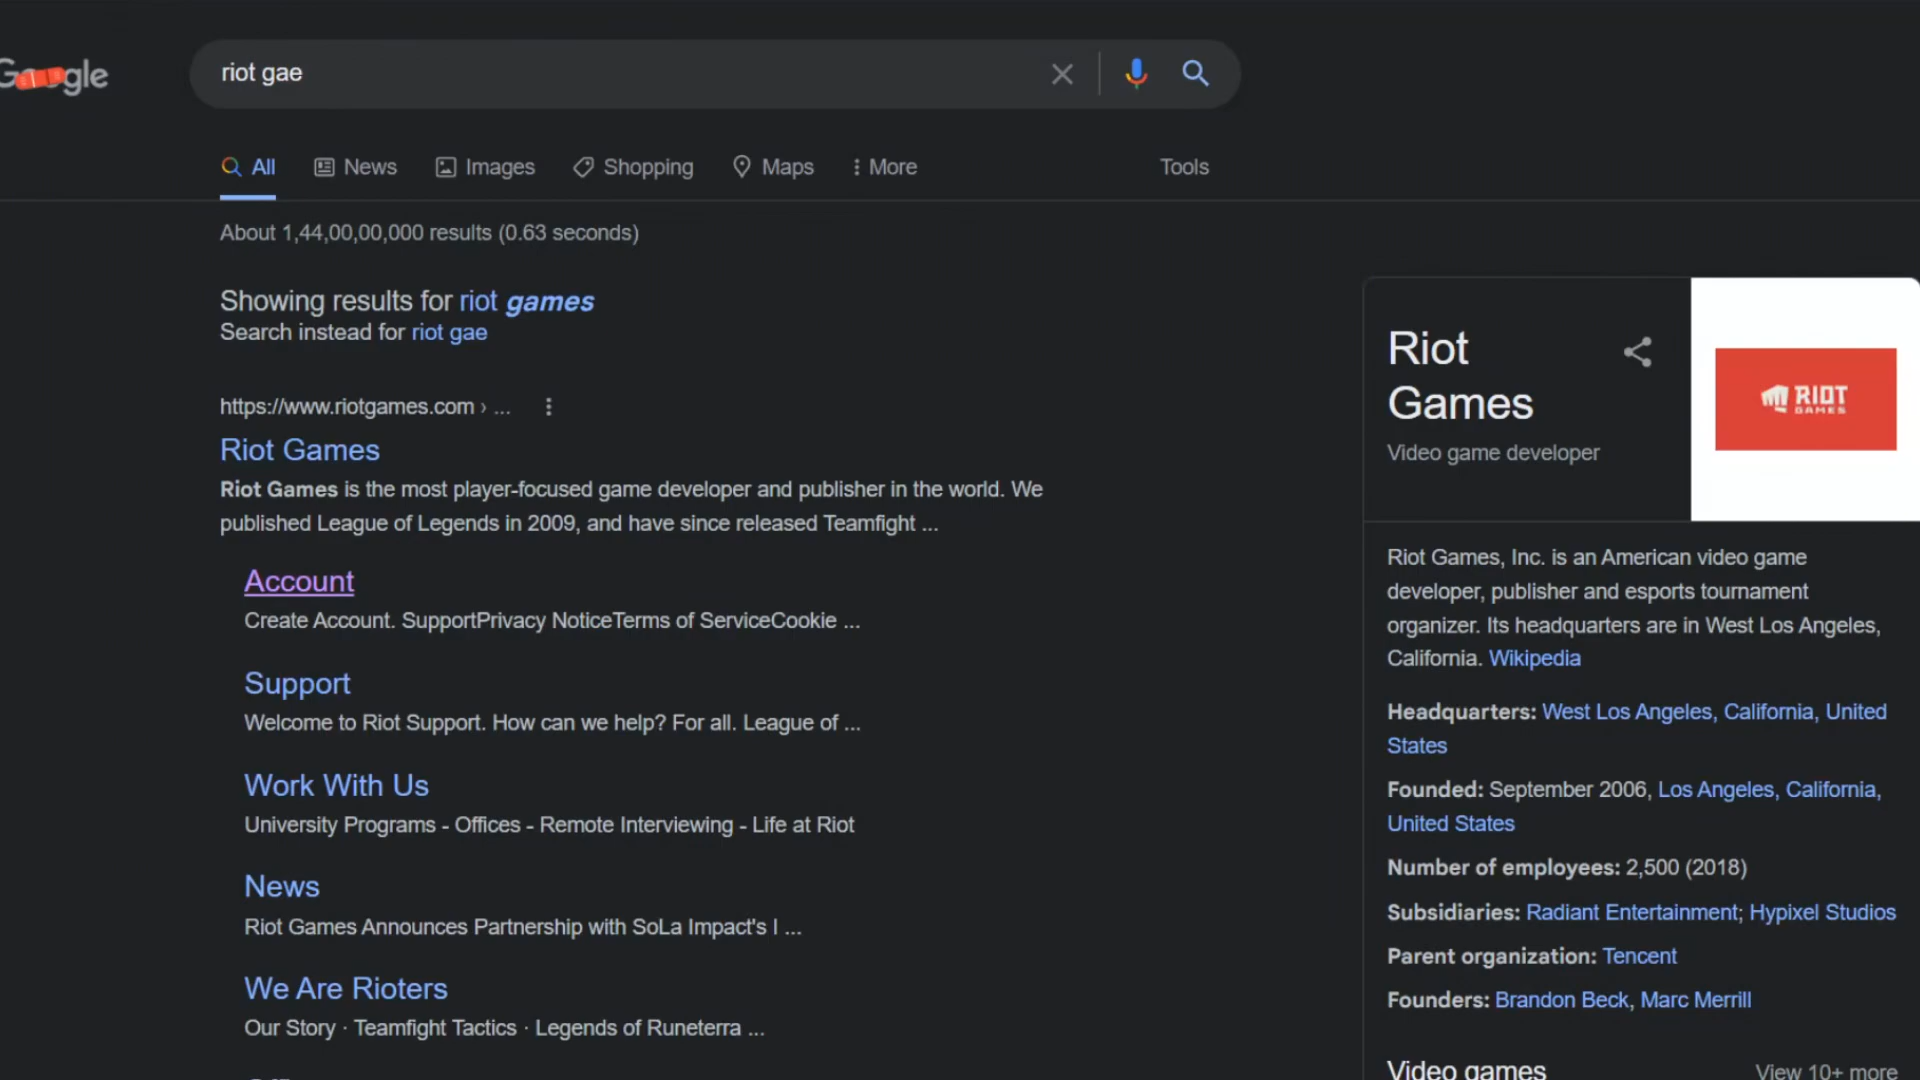 Google
riot gae
All
News
Images
Shopping
Maps
More
Tools
About 1,44,00,00,000 results (0.63 seconds)
Showing results for riot games
Search instead for riot gae
https://www.riotgames.com › ...
Riot Games
Riot Games is the most player-focused game developer and publisher in the world. We
published League of Legends in 2009, and have since released Teamfight ...
Account
Create Account. SupportPrivacy NoticeTerms of ServiceCookie ...
Support
Welcome to Riot Support. How can we help? For all. League of ...
Work With Us
University Programs - Offices - Remote Interviewing - Life at Riot
News
Riot Games Announces Partnership with SoLa Impact's I ...
We Are Rioters
Our Story · Teamfight Tactics · Legends of Runeterra ...
Riot
Games
Video game developer
RIOT
GAMES
Riot Games, Inc. is an American video game
developer, publisher and esports tournament
organizer. Its headquarters are in West Los Angeles,
California. Wikipedia
Headquarters: West Los Angeles, California, United
States
Founded: September 2006, Los Angeles, California,
United States
Number of employees: 2,500 (2018)
Subsidiaries: Radiant Entertainment; Hypixel Studios
Parent organization: Tencent
Founders: Brandon Beck, Marc Merrill
Video games
View 10+ more